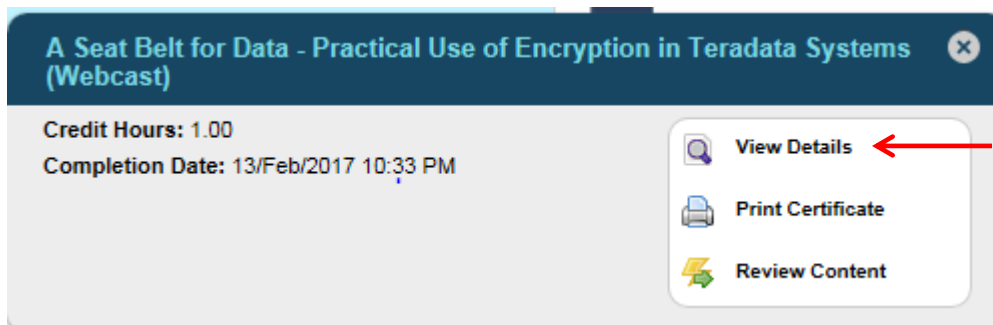 A Seat Belt for Data - Practical Use of Encryption in Teradata Systems
(Webcast)
Credit Hours: 1.00
Completion Date: 13/Feb/2017 10:33 PM
View Details
Print Certificate
Review Content